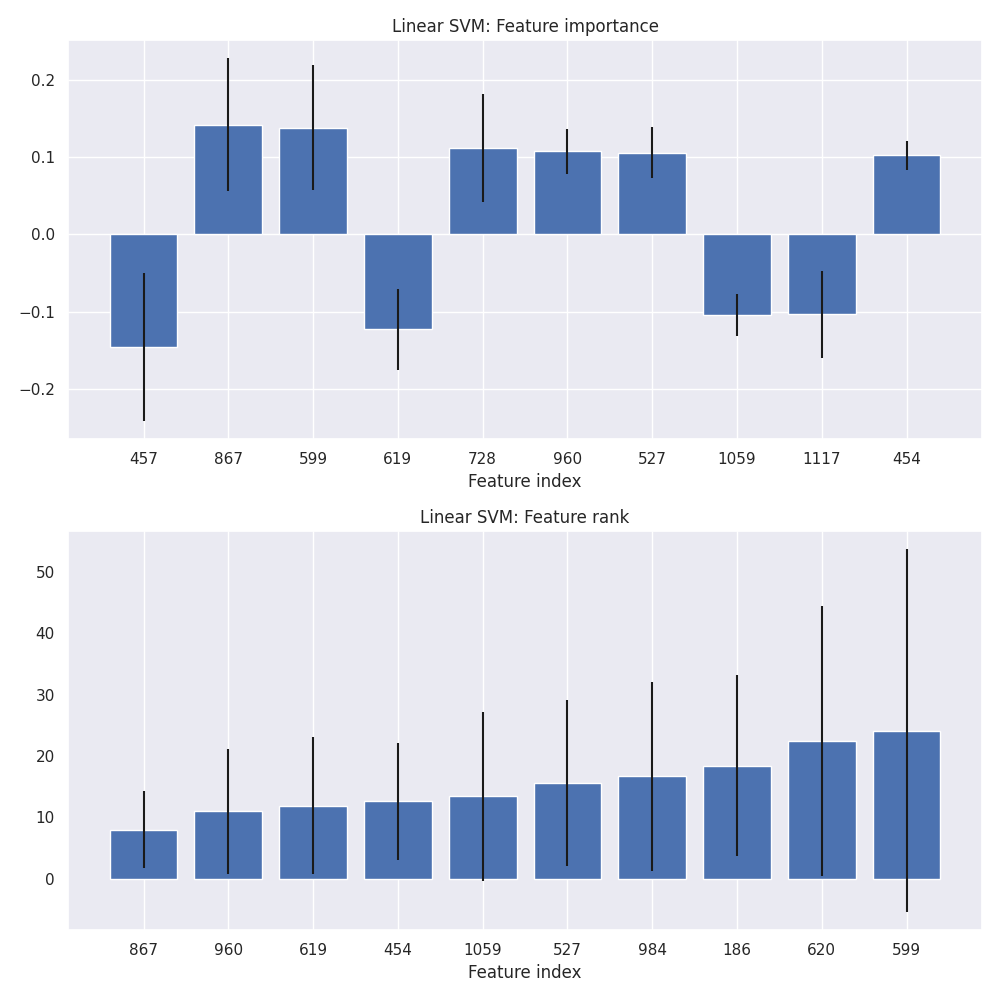 Linear SVM: Feature importance
0.2
0.1
0.0
−0.1
−0.2
457 867 599 619 728 960 527 1059 1117 454
Feature index
Linear SVM: Feature rank
50
40
30
20
10
0
867 960 619 454 1059 527 984 186 620 599
Feature index